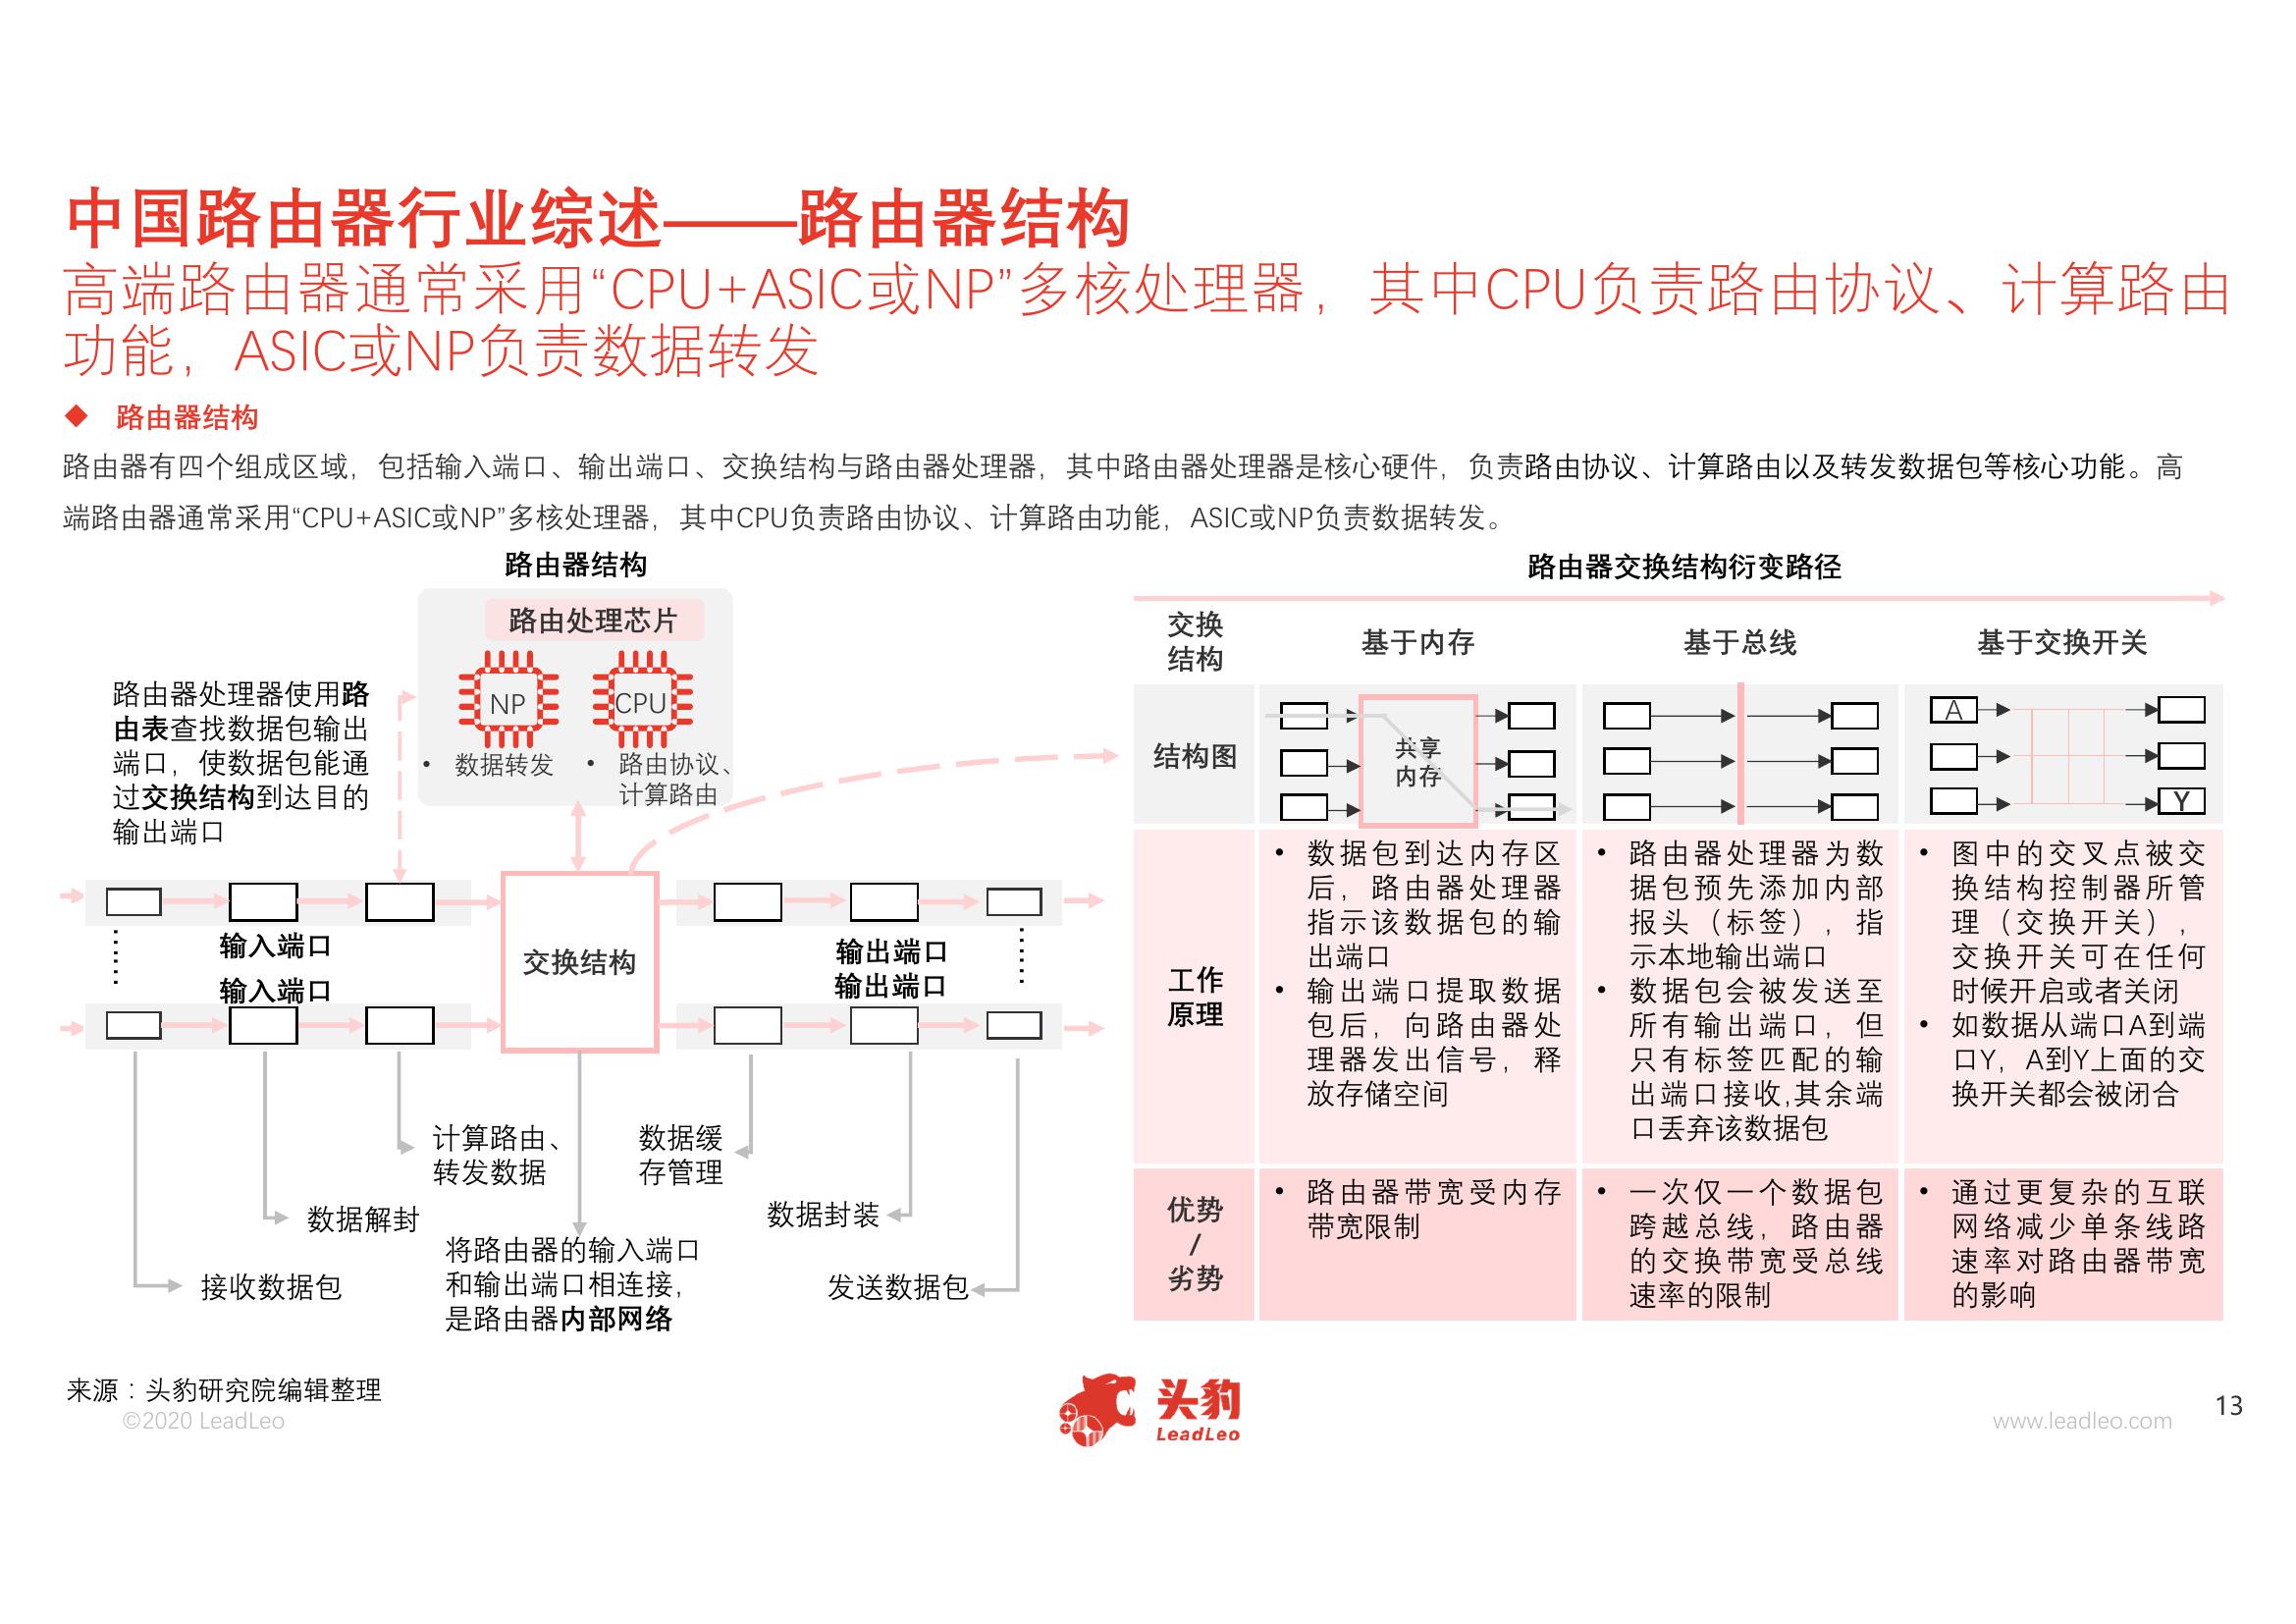 中国路由器行业综述——路由器结构
高端路由器通常采用“CPU+ASIC或NP”多核处理器，其中CPU负责路由协议、计算路由
功能，ASIC或NP负责数据转发
路由器结构
路由器有四个组成区域，包括输入端口、输出端口、交换结构与路由器处理器，其中路由器处理器是核心硬件，负责路由协议、计算路由以及转发数据包等核心功能。高
端路由器通常采用“CPU+ASIC或NP”多核处理器，其中CPU负责路由协议、计算路由功能，ASIC或NP负责数据转发。
路由器结构
路由处理芯片
NP
CPU
• 数据转发
• 路由协议、
计算路由
路由器处理器使用路
由表查找数据包输出
端口，使数据包能通
过交换结构到达目的
输出端口
输入端口
输入端口
交换结构
输出端口
输出端口
计算路由、
转发数据
数据缓
存管理
数据解封
数据封装
接收数据包
将路由器的输入端口
和输出端口相连接，
是路由器内部网络
发送数据包
路由器交换结构衍变路径
交换
结构
基于内存
基于总线
基于交换开关
结构图
共享
内存
A
Y
工作
原理
• 数据包到达内存区
后，路由器处理器
指示该数据包的输
出端口
• 输出端口提取数据
包后，向路由器处
理器发出信号，释
放存储空间
• 路由器处理器为数
据包预先添加内部
报头（标签），指
示本地输出端口
• 数据包会被发送至
所有输出端口，但
只有标签匹配的输
出端口接收,其余端
口丢弃该数据包
• 图中的交叉点被交
换结构控制器所管
理（交换开关），
交换开关可在任何
时候开启或者关闭
• 如数据从端口A到端
口Y，A到Y上面的交
换开关都会被闭合
优势
/
劣势
• 路由器带宽受内存
带宽限制
• 一次仅一个数据包
跨越总线，路由器
的交换带宽受总线
速率的限制
• 通过更复杂的互联
网络减少单条线路
速率对路由器带宽
的影响
来源：头豹研究院编辑整理
©2020 LeadLeo
头豹
LeadLeo
www.leadleo.com
13